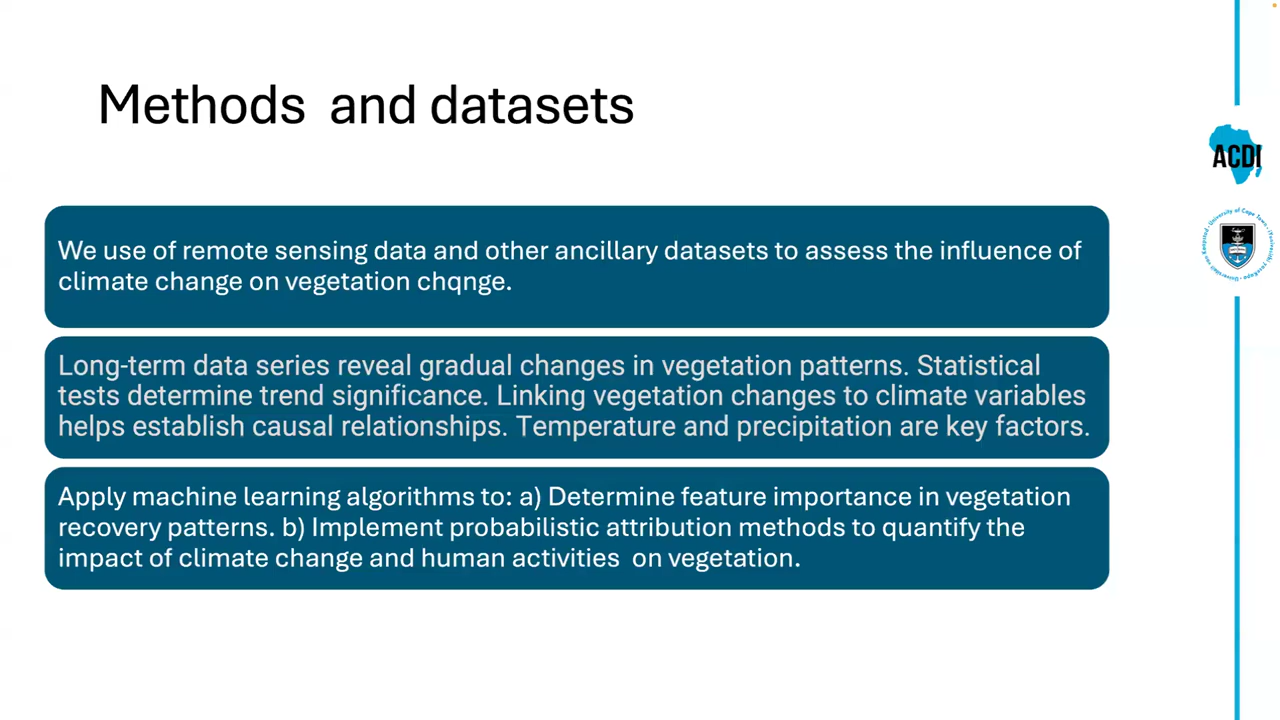 Methods  and datasets
ACDI
We use of remote sensing data and other ancillary datasets to assess the influence of
climate change on vegetation chqnge.
Long-term data series reveal gradual changes in vegetation patterns. Statistical
tests determine trend significance. Linking vegetation changes to climate variables
helps establish causal relationships. Temperature and precipitation are key factors.
Apply machine learning algorithms to: a) Determine feature importance in vegetation
recovery patterns. b) Implement probabilistic attribution methods to quantify the
impact of climate change and human activities  on vegetation.
University of Cape Town